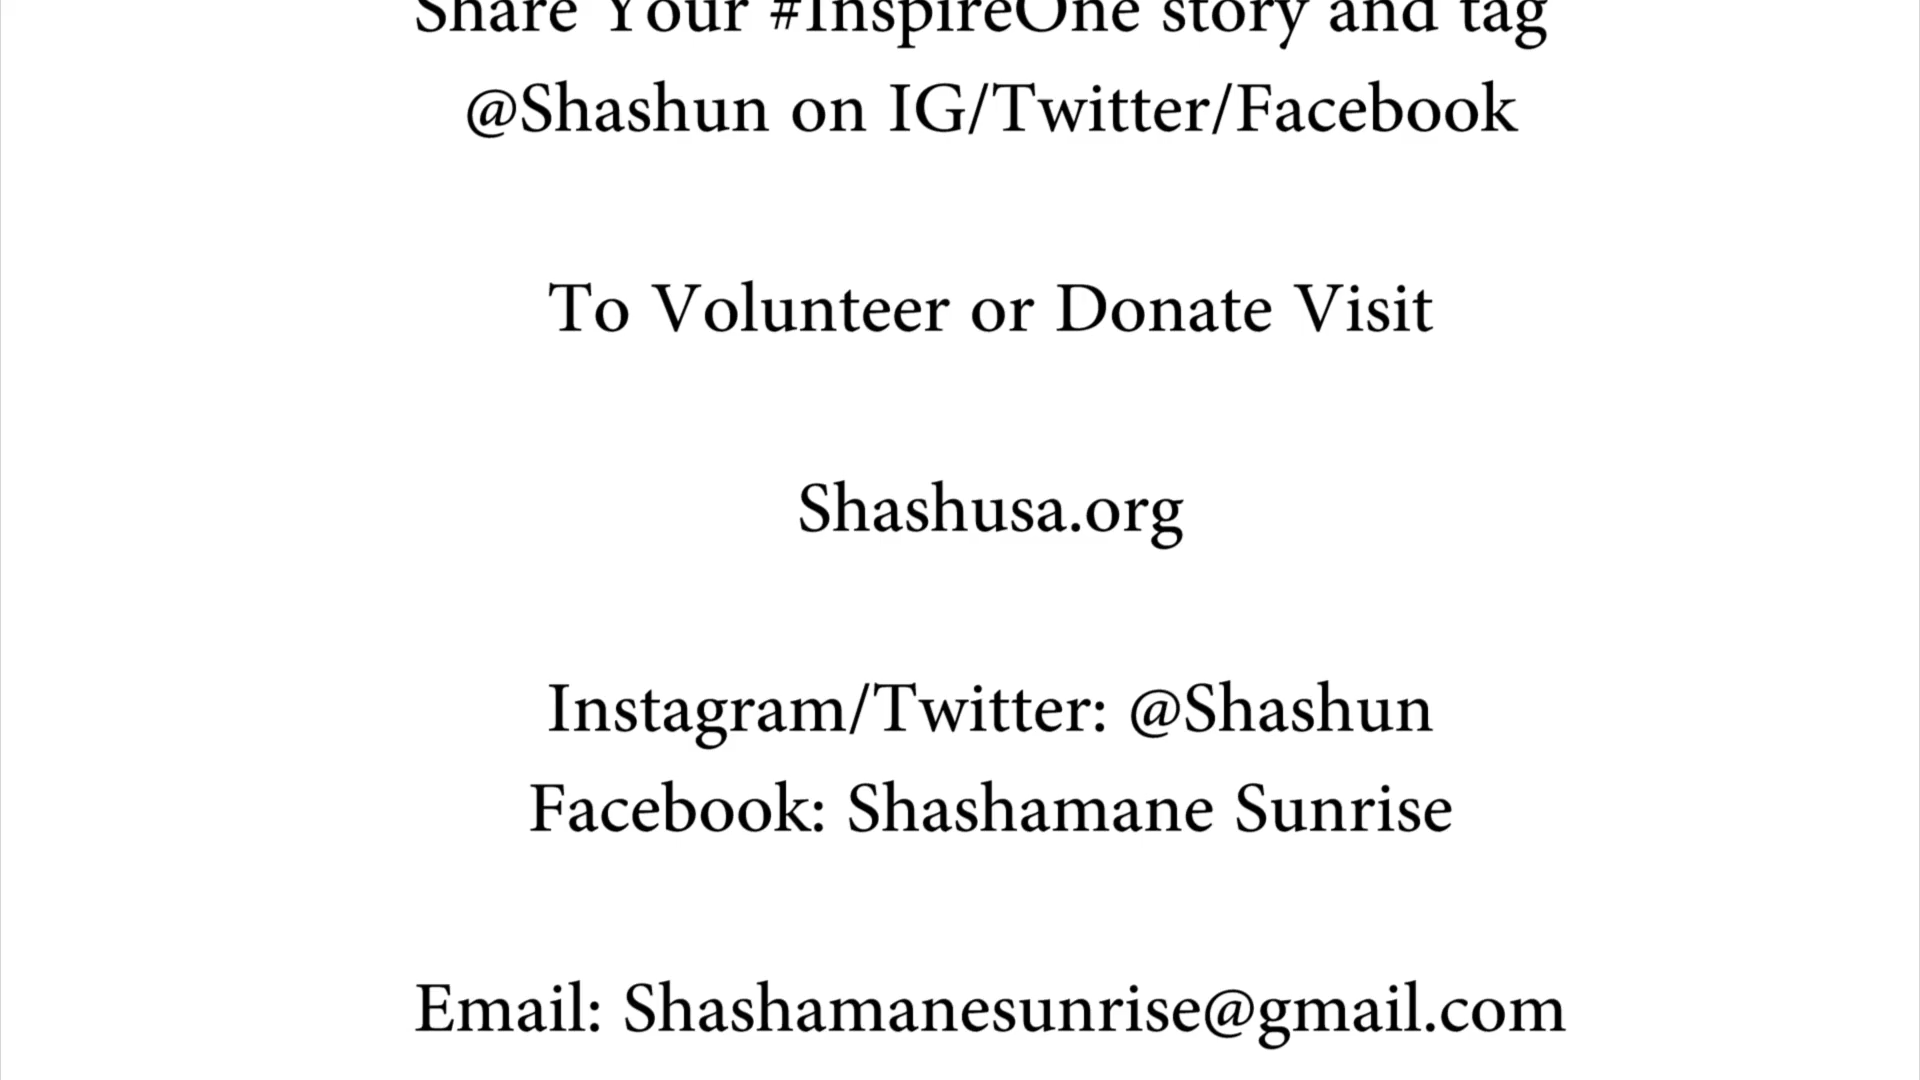 Share Your #InspireOne story and tag
@Shashun on IG/Twitter/Facebook
To Volunteer or Donate Visit
Shashusa.org
Instagram/Twitter: @Shashun
Facebook: Shashamane Sunrise
Email: Shashamanesunrise@gmail.com